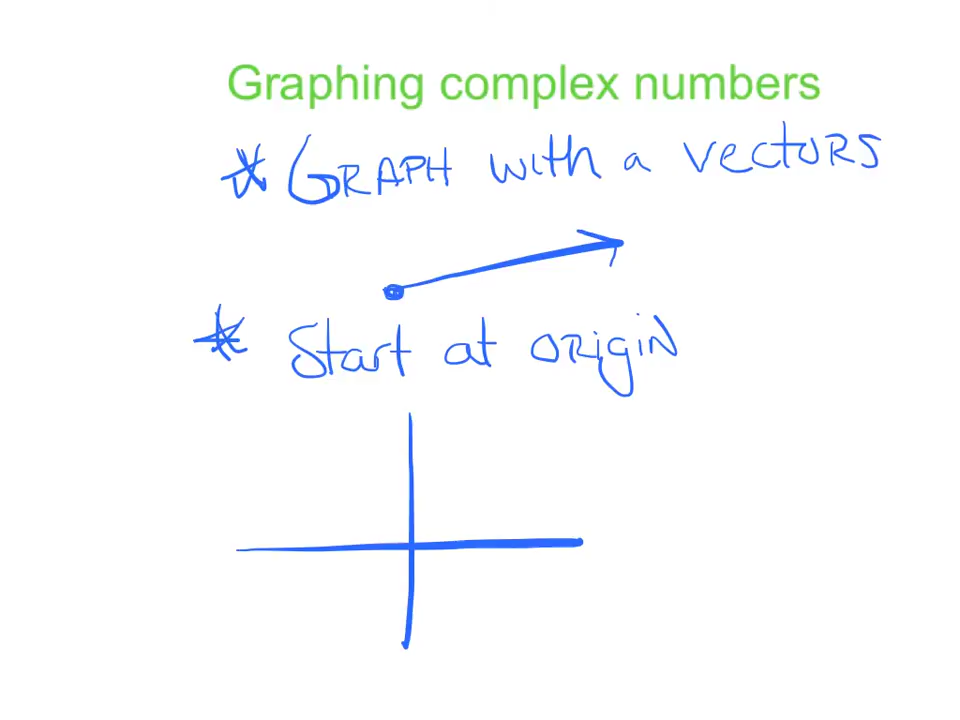 Graphing complex numbers
* GRAPH with a vectors
* Start at ORIGIN